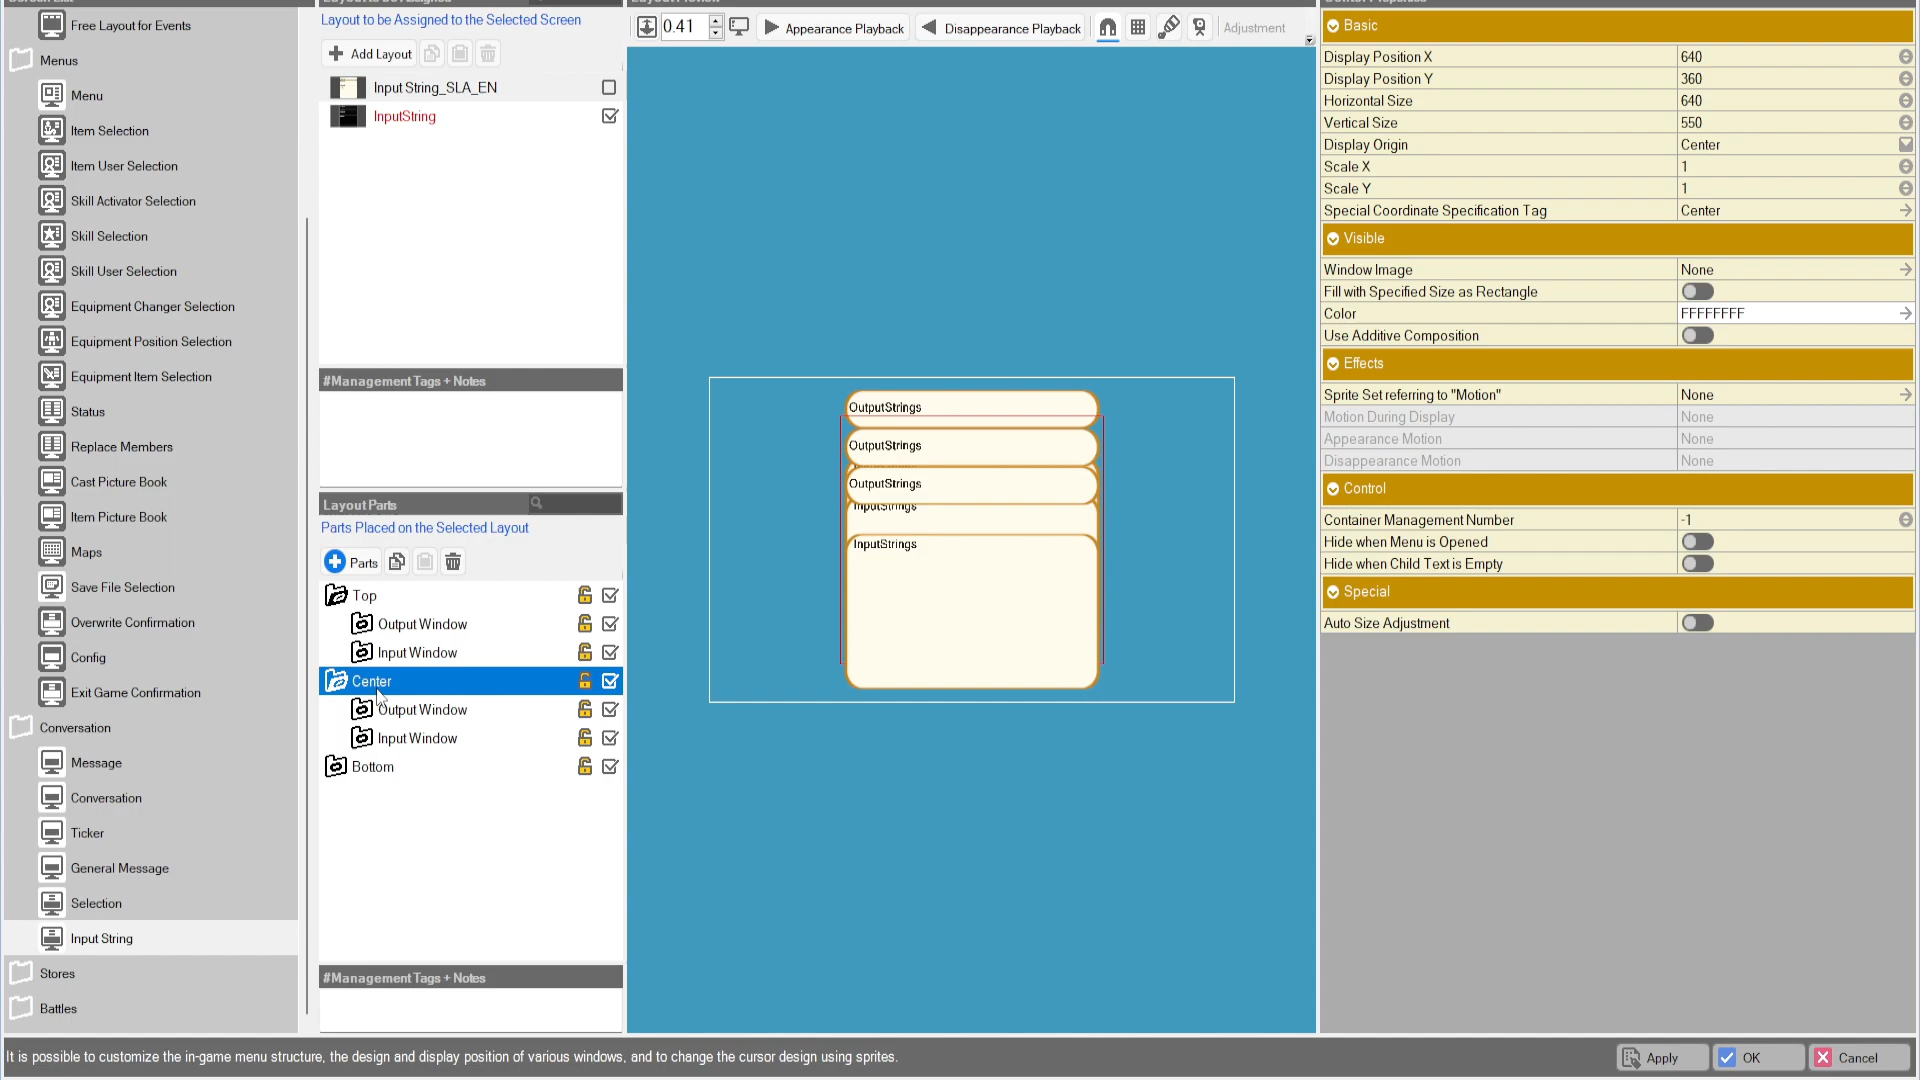 Free Layout for Events
Menus
Menu
Item Selection
Item User Selection
Skill Activator Selection
Skill Selection
Skill User Selection
Equipment Changer Selection
Equipment Position Selection
Equipment Item Selection
Status
Replace Members
Cast Picture Book
Item Picture Book
Maps
Save File Selection
Overwrite Confirmation
Config
Exit Game Confirmation
Conversation
Message
Conversation
Ticker
General Message
Selection
Input String
Stores
Battles
Layout to be Assigned to the Selected Screen
Add Layout
Input String_SLA_EN
InputString
#Management Tags + Notes
Layout Parts
Parts Placed on the Selected Layout
Parts
Top
Output Window
Input Window
Center
Output Window
Input Window
Bottom
#Management Tags + Notes
0.41
Appearance Playback
Disappearance Playback
Adjustment
OutputStrings
OutputStrings
OutputStrings
InputStrings
InputStrings
Basic
Display Position X 640
Display Position Y 360
Horizontal Size 640
Vertical Size 550
Display Origin Center
Scale X 1
Scale Y 1
Special Coordinate Specification Tag Center
Visible
Window Image None
Fill with Specified Size as Rectangle
Color FFFFFFFF
Use Additive Composition
Effects
Sprite Set referring to "Motion" None
Motion During Display None
Appearance Motion None
Disappearance Motion None
Control
Container Management Number -1
Hide when Menu is Opened
Hide when Child Text is Empty
Special
Auto Size Adjustment
It is possible to customize the in-game menu structure, the design and display position of various windows, and to change the cursor design using sprites.
Apply
OK
Cancel